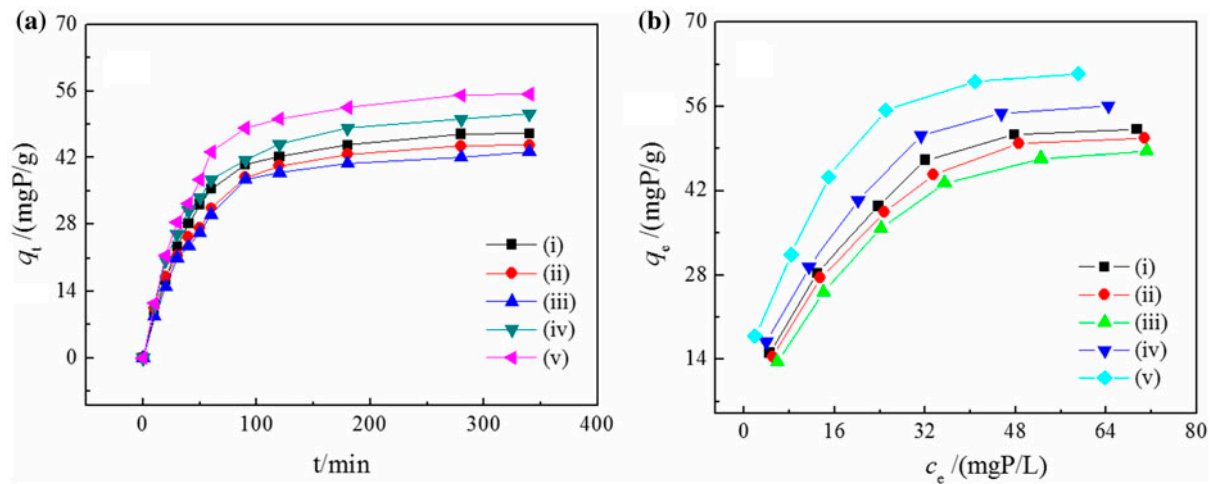 (a)
70
56
42
28
14
0
q_t /(mgP/g)
(i)
(ii)
(iii)
(iv)
(v)
0 100 200 300 400
t/min
(b)
70
56
42
28
14
q_e /(mgP/g)
(i)
(ii)
(iii)
(iv)
(v)
0 16 32 48 64 80
c_e /(mgP/L)